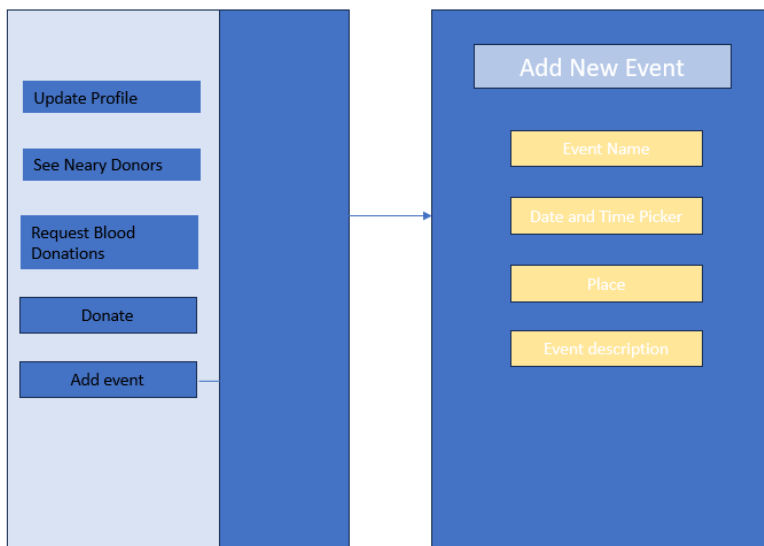 Update Profile
See Neary Donors
Request Blood
Donations
Donate
Add event
Add New Event
Event Name
Date and Time Picker
Place
Event description